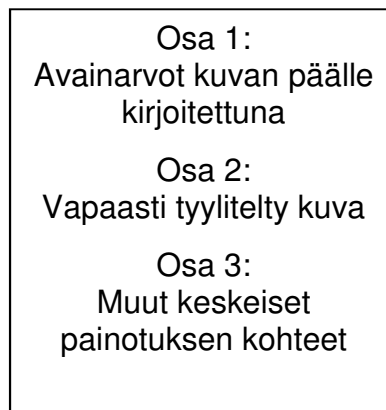 Osa 1:
Avainarvot kuvan päälle
kirjoitettuna
Osa 2:
Vapaasti tyylitelty kuva
Osa 3:
Muut keskeiset
painotuksen kohteet